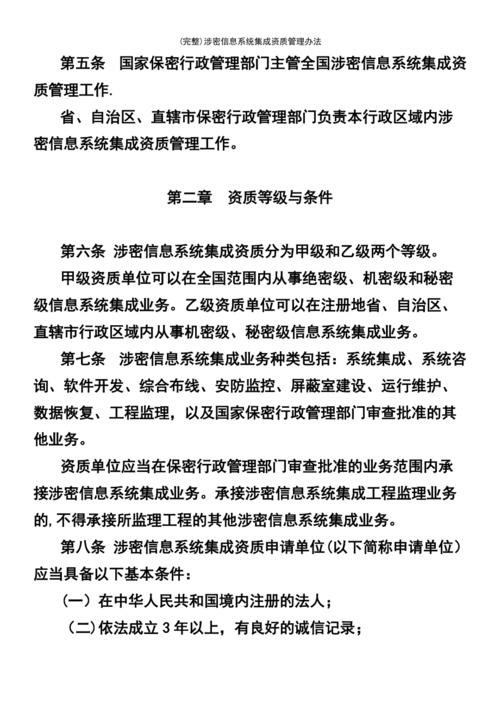 (完整)涉密信息系统集成资质管理办法
第五条  国家保密行政管理部门主管全国涉密信息系统集成资
质管理工作.
省、自治区、直辖市保密行政管理部门负责本行政区域内涉
密信息系统集成资质管理工作。
第二章  资质等级与条件
第六条 涉密信息系统集成资质分为甲级和乙级两个等级。
甲级资质单位可以在全国范围内从事绝密级、机密级和秘密
级信息系统集成业务。乙级资质单位可以在注册地省、自治区、
直辖市行政区域内从事机密级、秘密级信息系统集成业务。
第七条  涉密信息系统集成业务种类包括：系统集成、系统咨
询、软件开发、综合布线、安防监控、屏蔽室建设、运行维护、
数据恢复、工程监理，以及国家保密行政管理部门审查批准的其
他业务。
资质单位应当在保密行政管理部门审查批准的业务范围内承
接涉密信息系统集成业务。承接涉密信息系统集成工程监理业务
的,不得承接所监理工程的其他涉密信息系统集成业务。
第八条 涉密信息系统集成资质申请单位(以下简称申请单位）
应当具备以下基本条件：
(一）在中华人民共和国境内注册的法人；
（二)依法成立3年以上，有良好的诚信记录；